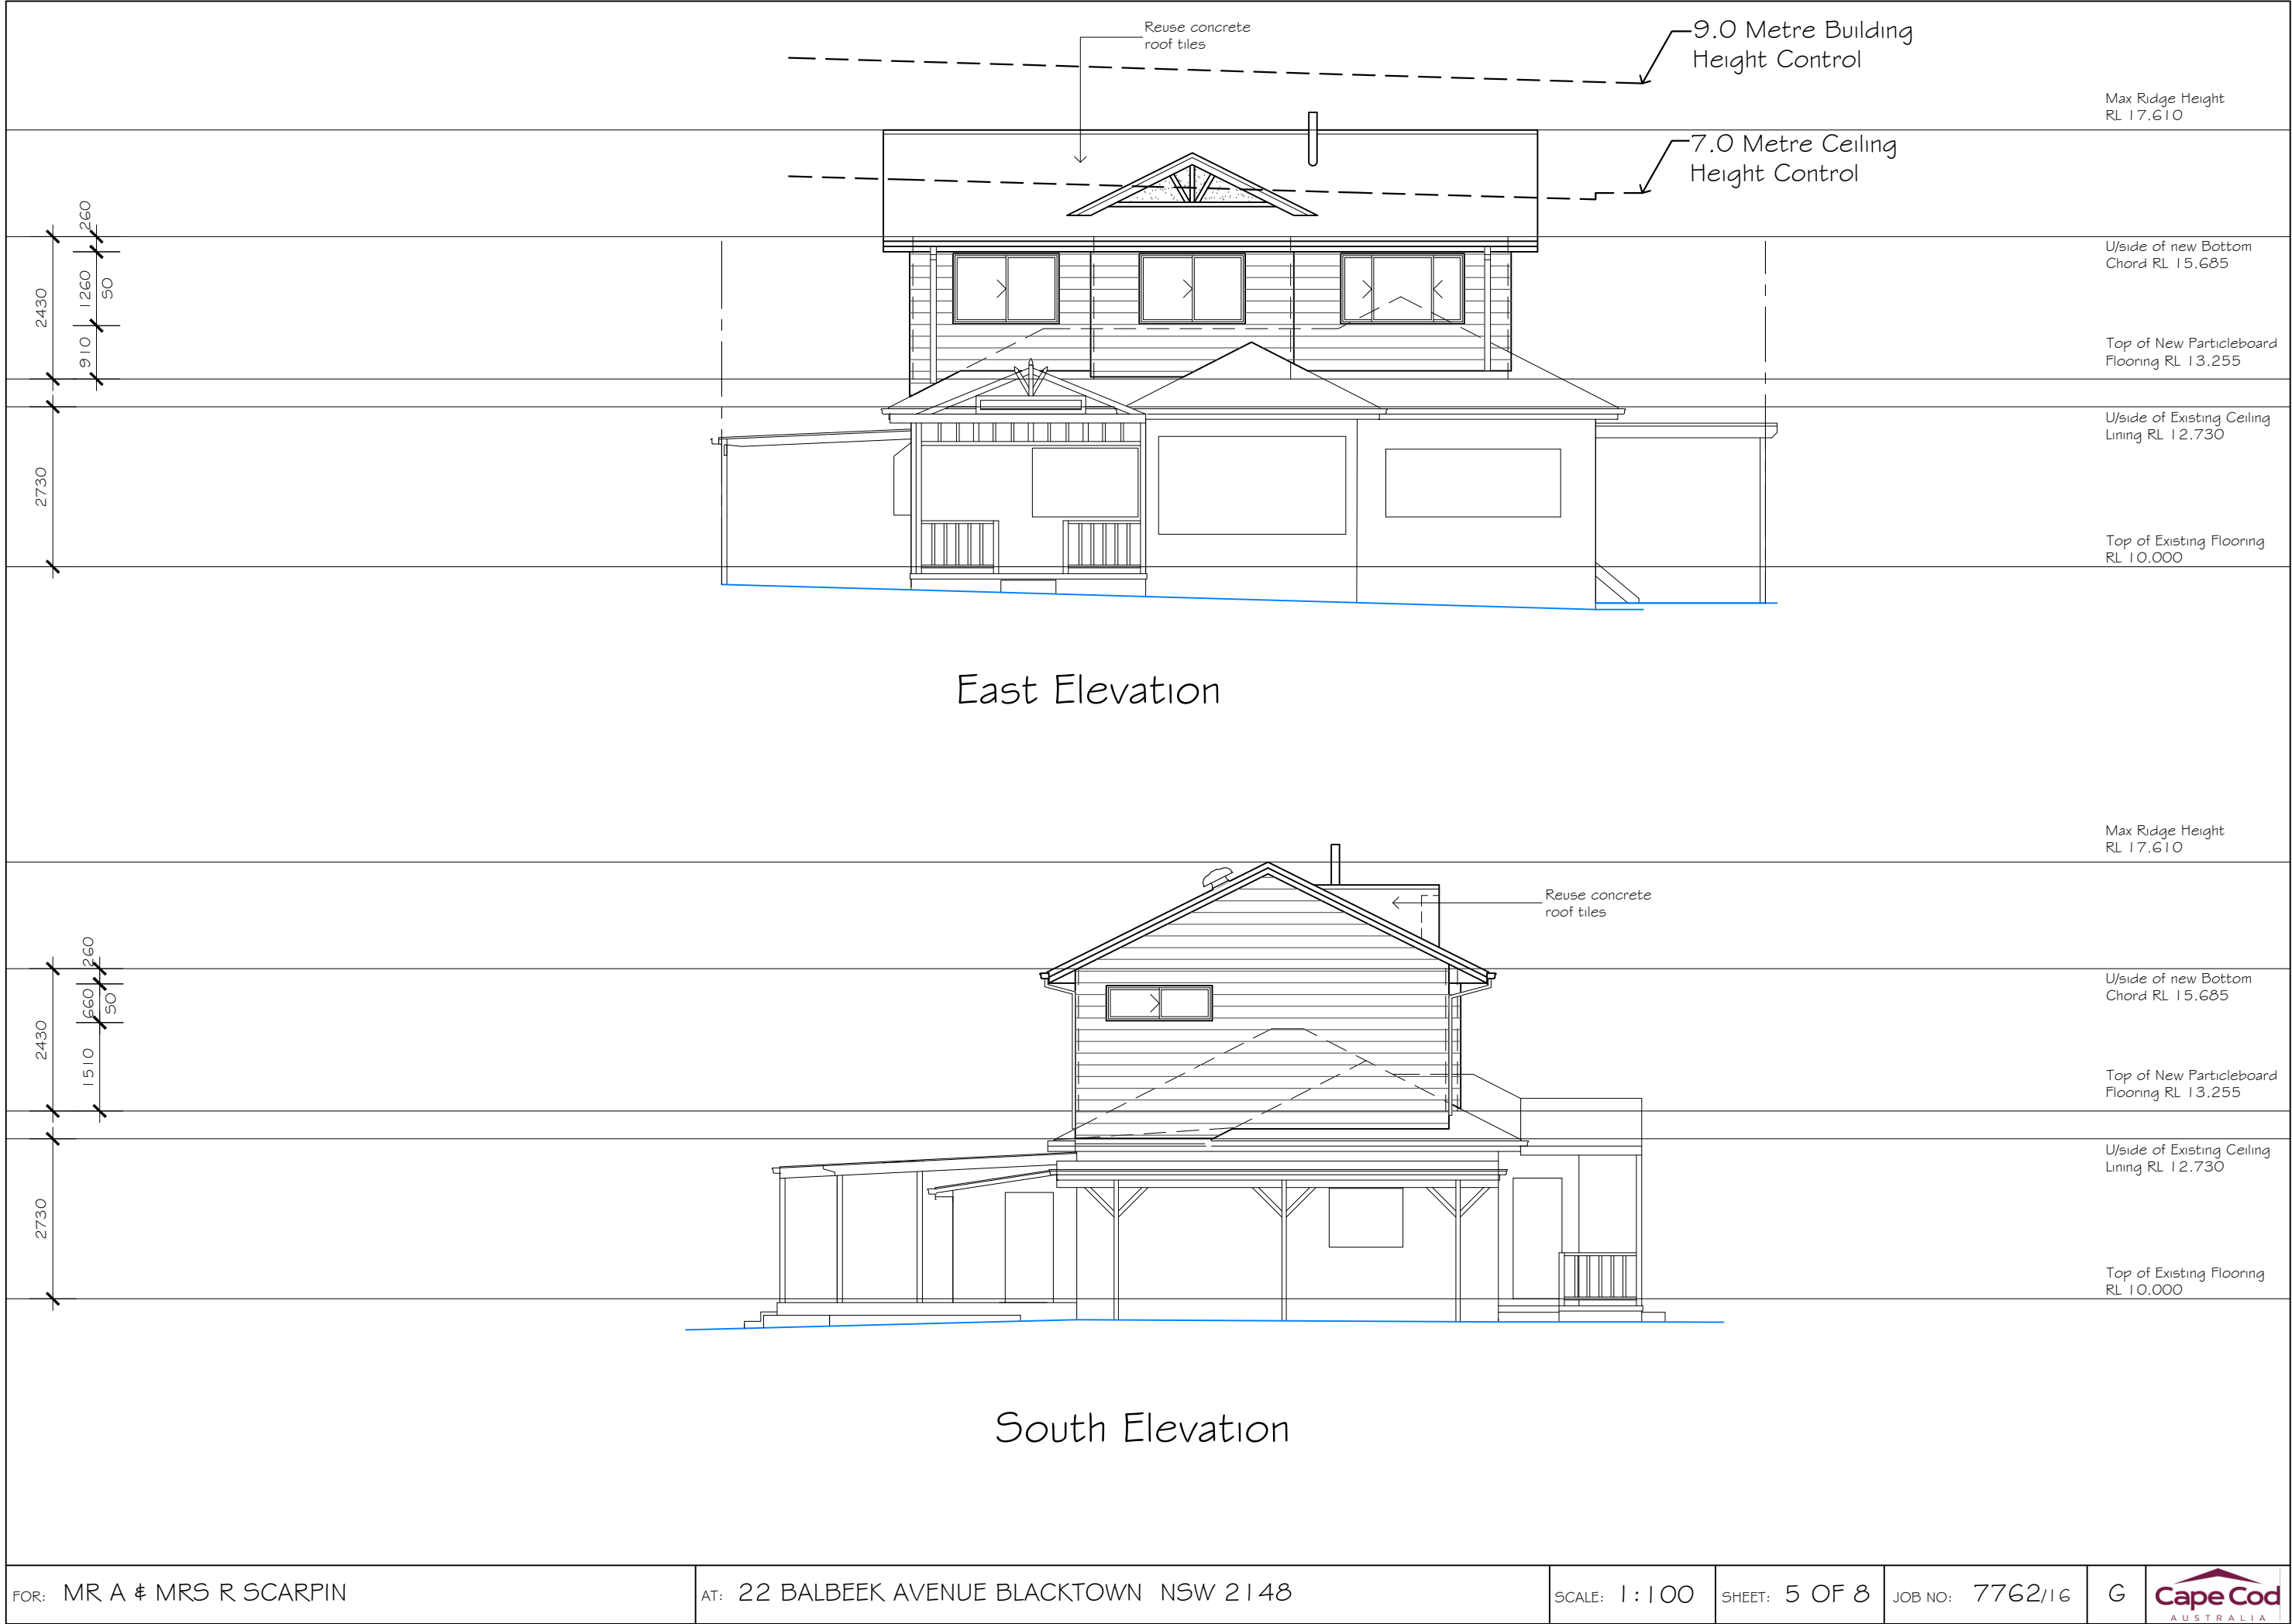 Reuse concrete
roof tiles
9.0 Metre Building
Height Control
Max Ridge Height
RL 17.610
7.0 Metre Ceiling
Height Control
260
2430
1260
50
910
U/side of new Bottom
Chord RL 15.685
Top of New Particleboard
Flooring RL 13.255
U/side of Existing Ceiling
Lining RL 12.730
2730
Top of Existing Flooring
RL 10.000
East Elevation
Max Ridge Height
RL 17.610
Reuse concrete
roof tiles
260
2430
660
50
1510
U/side of new Bottom
Chord RL 15.685
Top of New Particleboard
Flooring RL 13.255
U/side of Existing Ceiling
Lining RL 12.730
2730
Top of Existing Flooring
RL 10.000
South Elevation
FOR: MR A & MRS R SCARPIN
AT: 22 BALBEEK AVENUE BLACKTOWN NSW 2148
SCALE: 1:100
SHEET: 5 OF 8
JOB NO: 7762/16
G
Cape Cod
AUSTRALIA